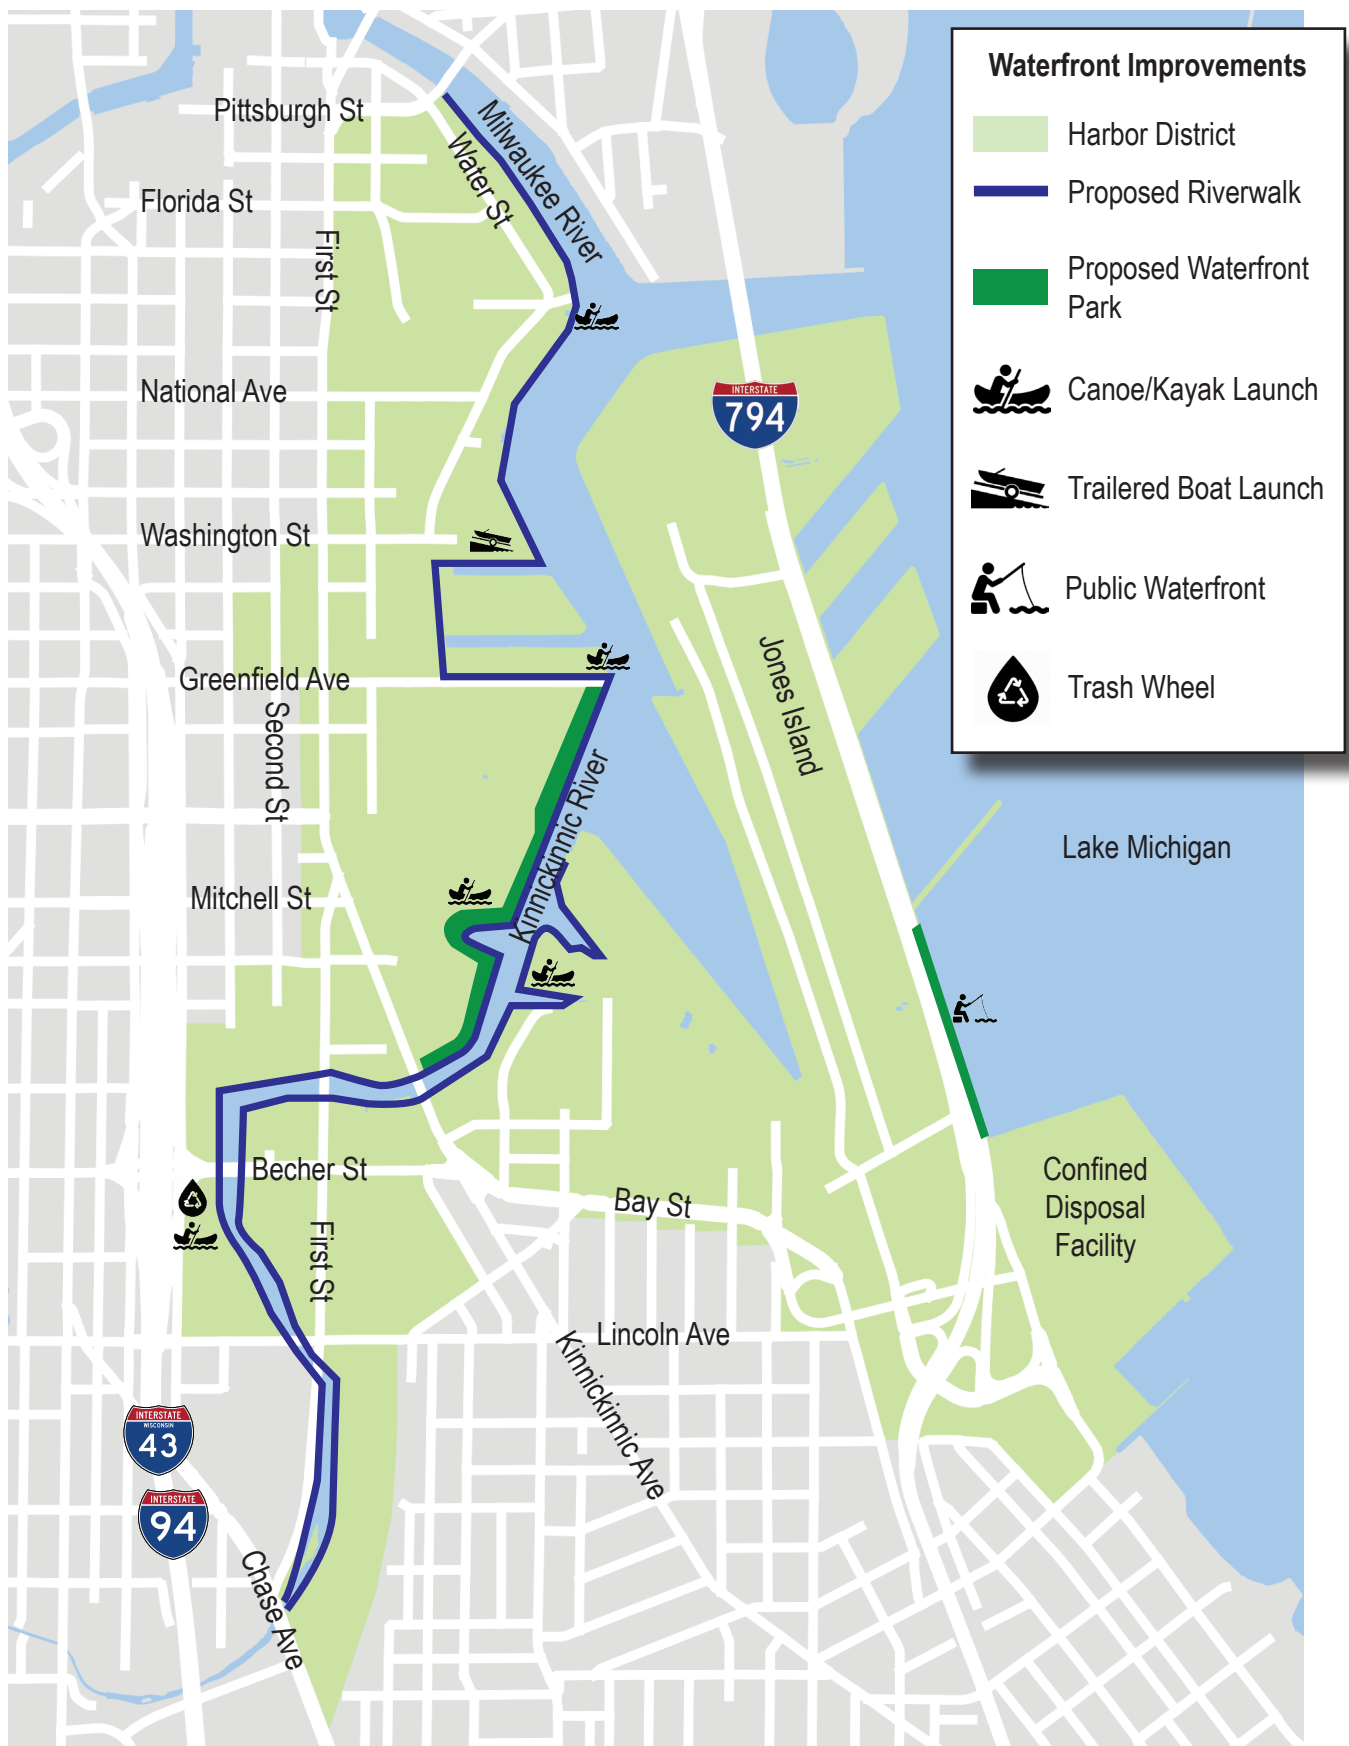 Waterfront Improvements
Harbor District
Proposed Riverwalk
Proposed Waterfront
Park
Canoe/Kayak Launch
Trailered Boat Launch
Public Waterfront
Trash Wheel
Pittsburgh St
Milwaukee River
Water St
Florida St
First St
National Ave
INTERSTATE
794
Washington St
Jones Island
Greenfield Ave
Second St
Kinnickinnic River
Lake Michigan
Mitchell St
Becher St
Bay St
Confined
Disposal
Facility
First St
Lincoln Ave
Kinnickinnic Ave
INTERSTATE
WISCONSIN
43
INTERSTATE
94
Chase Ave